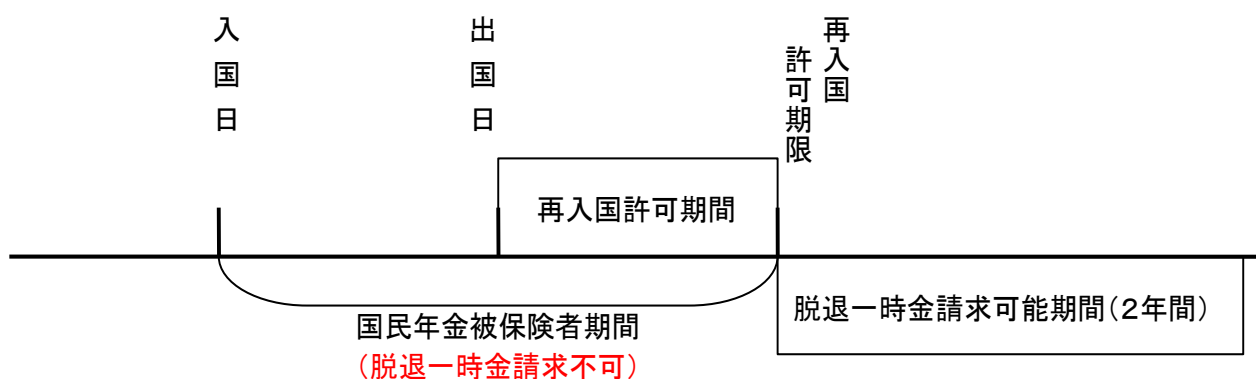 入国日
出国日
再入国
許可期限
再入国許可期間
国民年金被保険者期間
（脱退一時金請求不可）
脱退一時金請求可能期間（２年間）